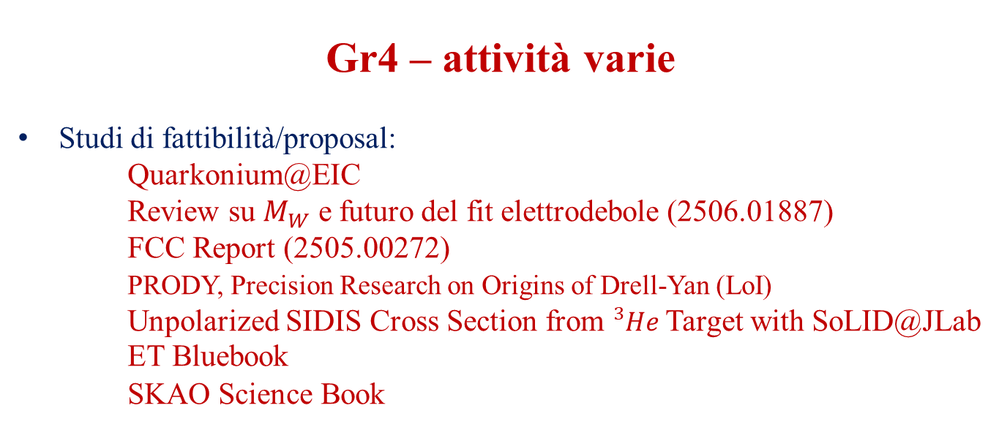 Gr4 – attività varie
• Studi di fattibilità/proposal:
Quarkonium@EIC
Review su $M_W$ e futuro del fit elettrodebole (2506.01887)
FCC Report (2505.00272)
PRODY, Precision Research on Origins of Drell-Yan (LoI)
Unpolarized SIDIS Cross Section from $^3He$ Target with SoLID@JLab
ET Bluebook
SKAO Science Book